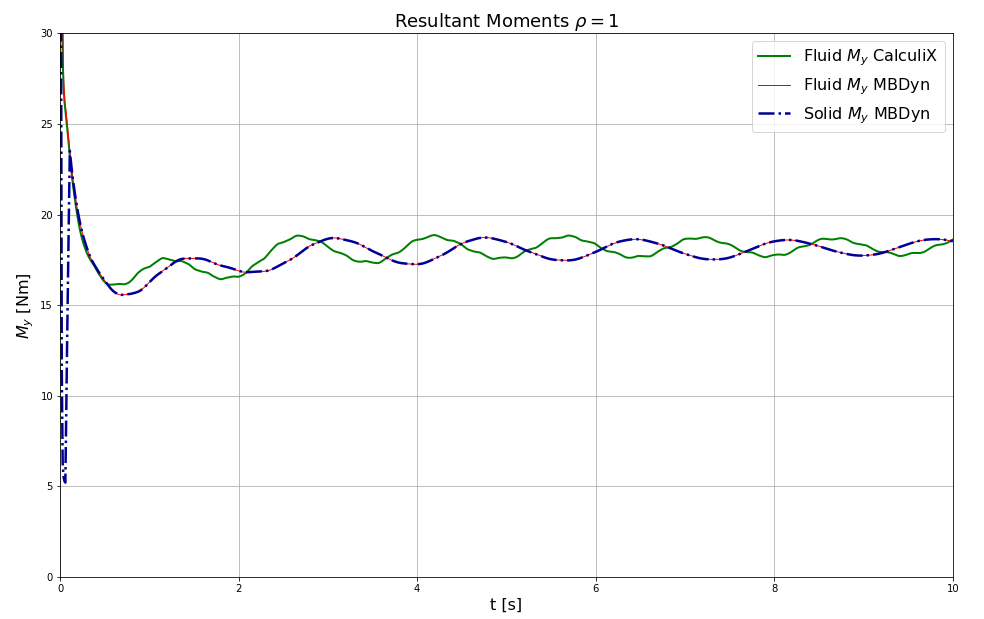 Resultant Moments ρ = 1
Fluid M_y CalculiX
Fluid M_y MBDyn
Solid M_y MBDyn
M_y [Nm]
30
25
20
15
10
5
0
0 2 4 6 8 10
t [s]